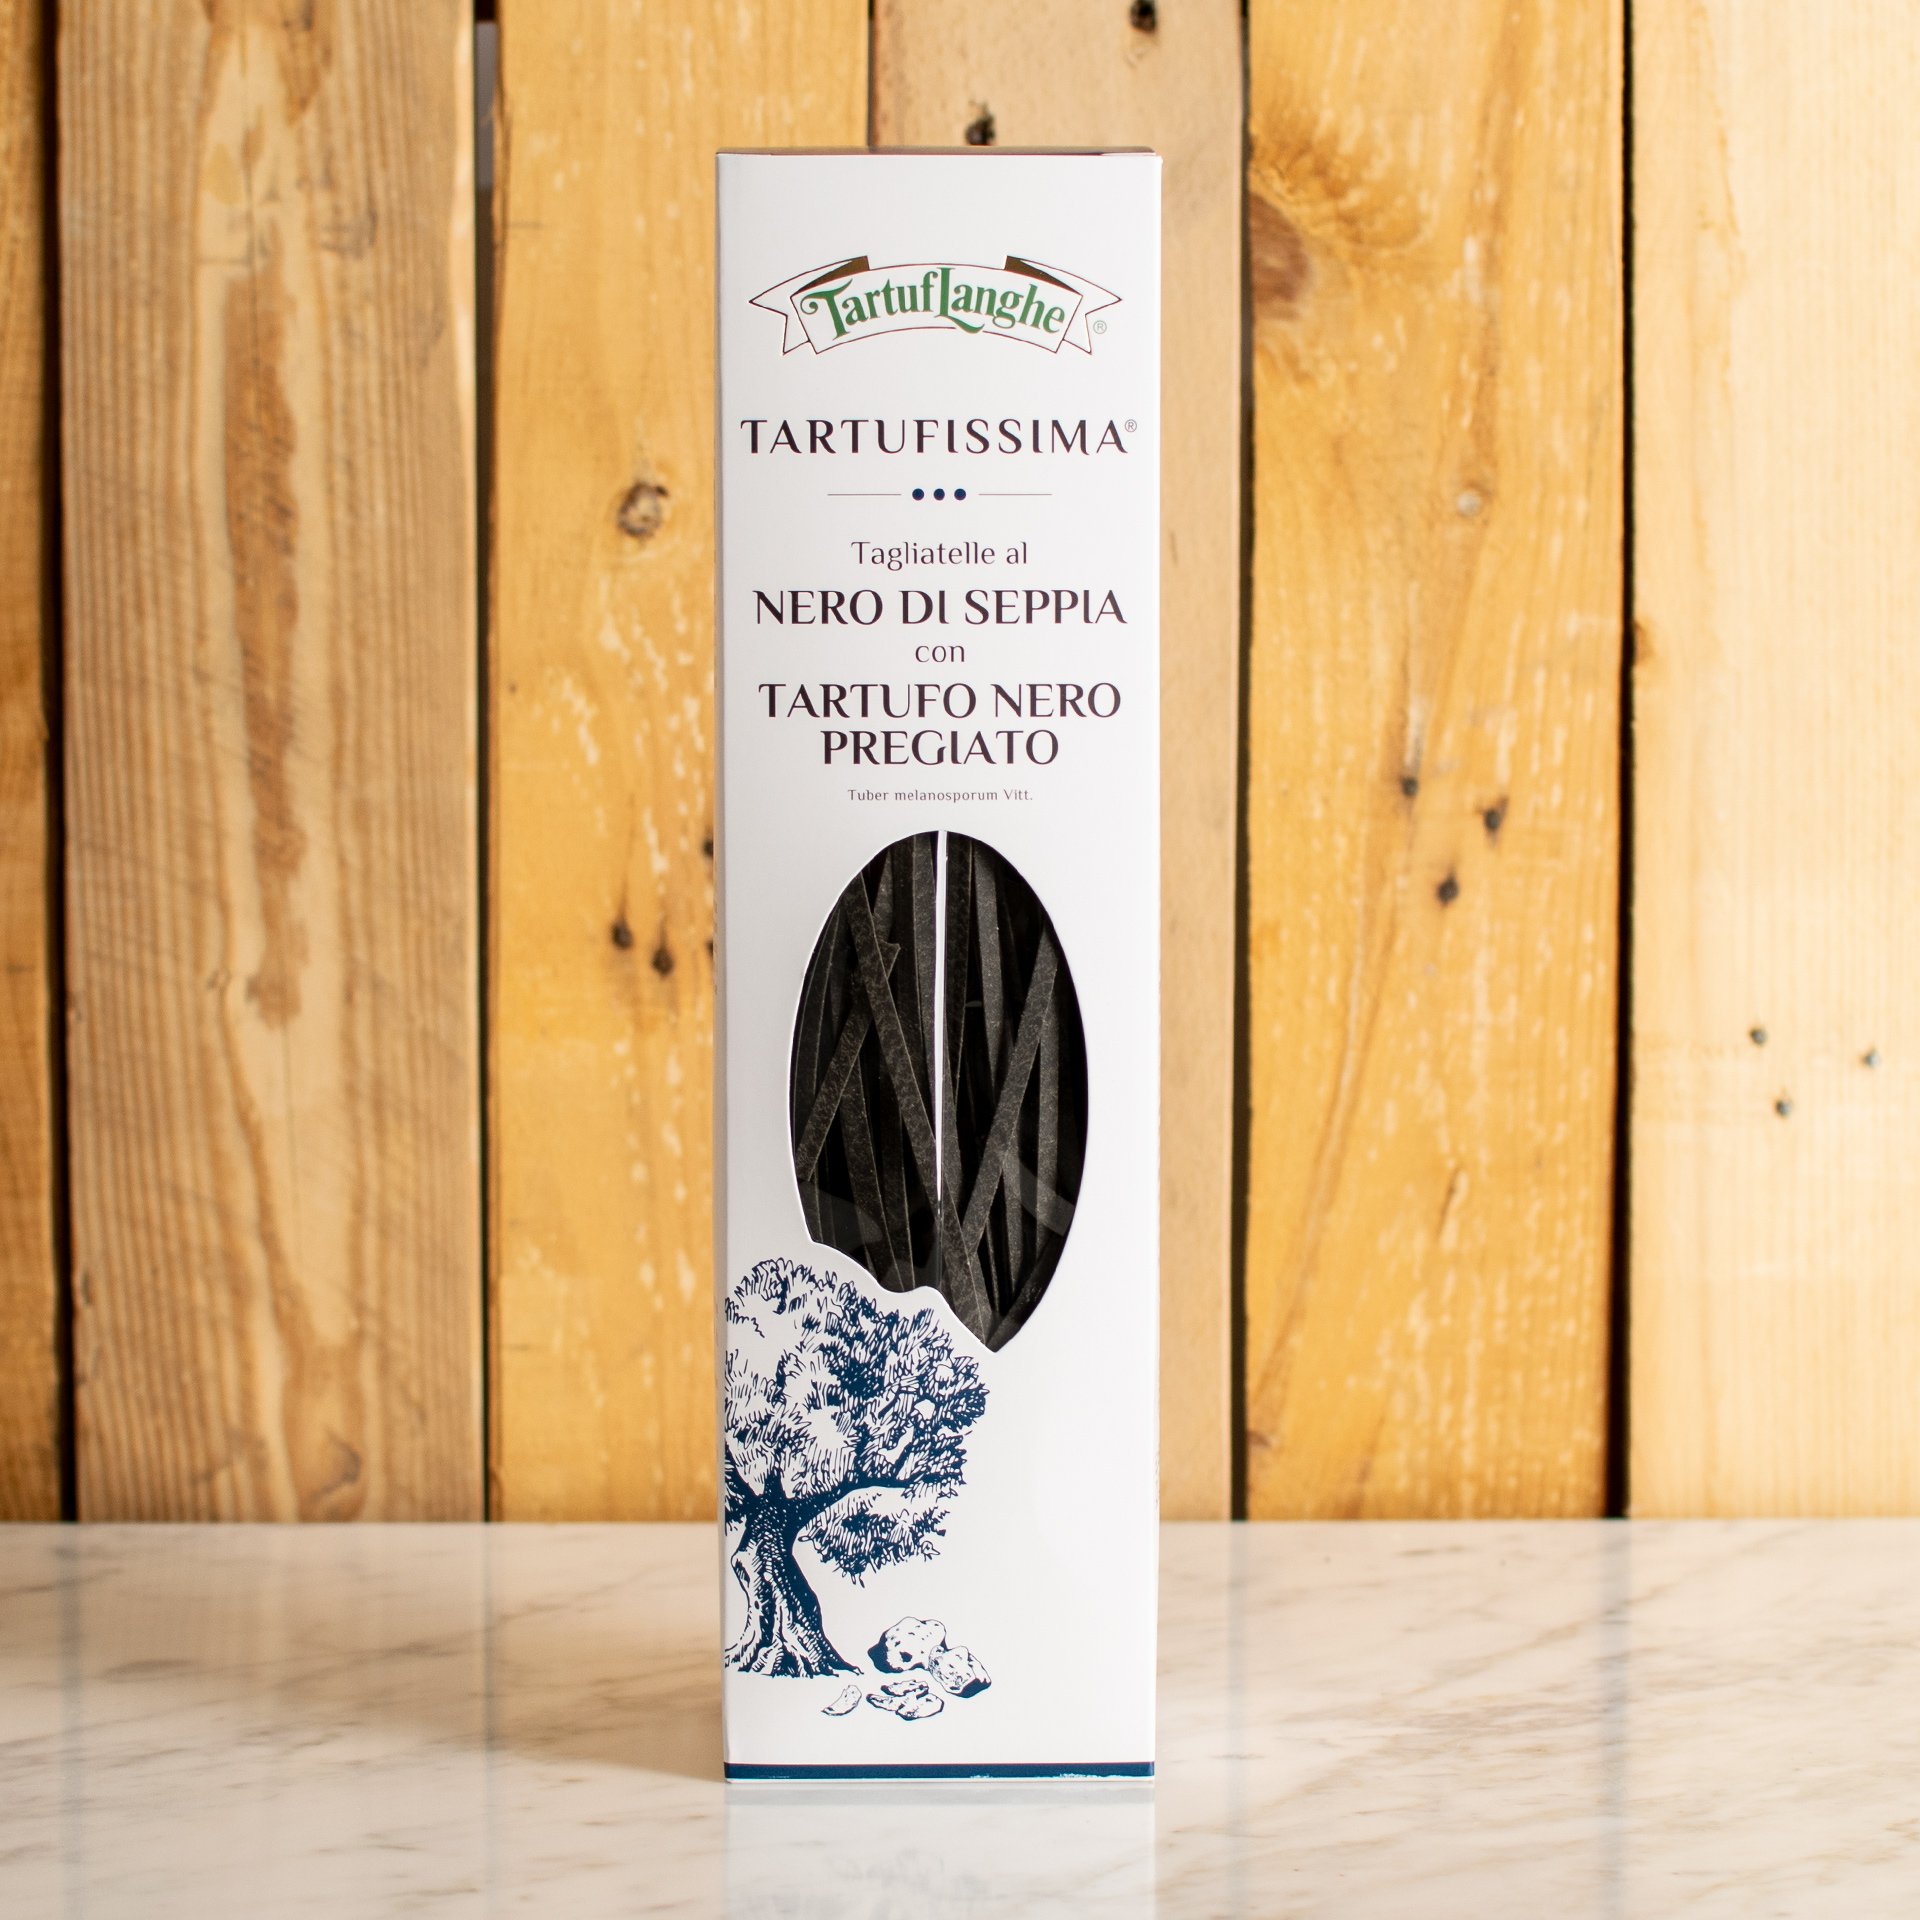 TartufLanghe®
TARTUFISSIMA®
Tagliatelle al
NERO DI SEPPIA
con
TARTUFO NERO
PREGIATO
Tuber melanosporum Vitt.